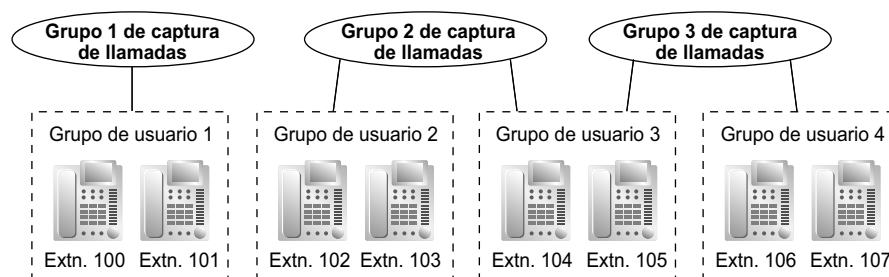 Grupo 1 de captura
de llamadas
Grupo 2 de captura
de llamadas
Grupo 3 de captura
de llamadas
Grupo de usuario 1
Grupo de usuario 2
Grupo de usuario 3
Grupo de usuario 4
Extn. 100 Extn. 101
Extn. 102 Extn. 103
Extn. 104 Extn. 105
Extn. 106 Extn. 107